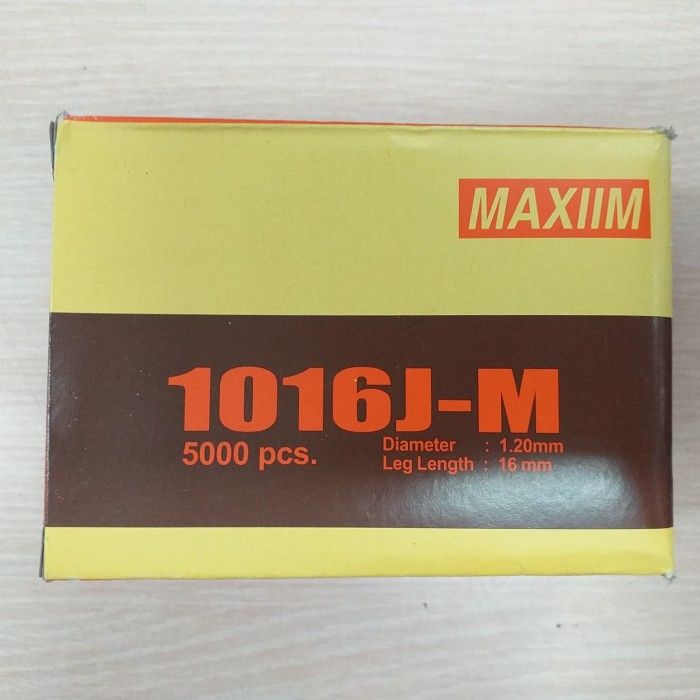 MAXIIM
1016J-M
5000 pcs.
Diameter : 1.20mm
Leg Length : 16 mm